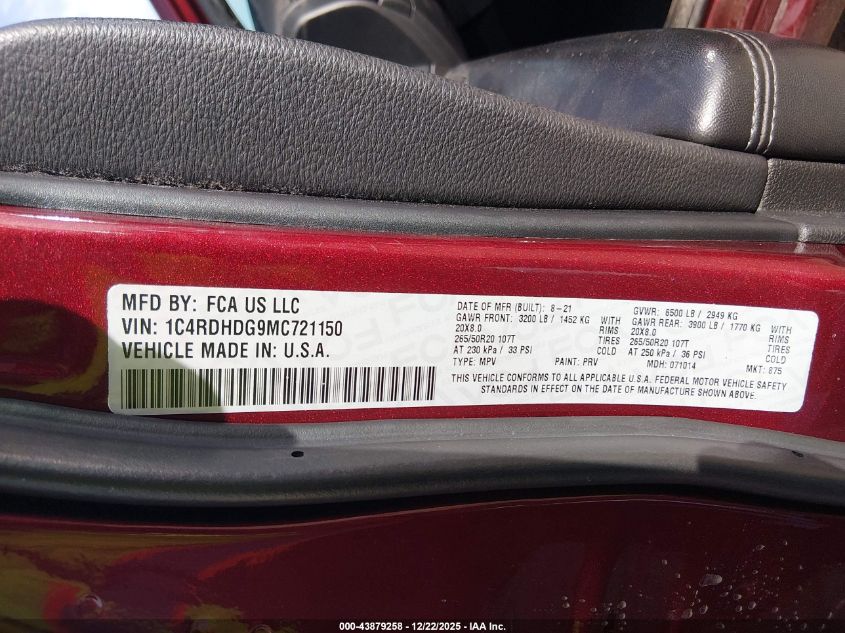 MFD BY: FCA US LLC
VIN: 1C4RDHDG9MC721150
VEHICLE MADE IN: U.S.A.
DATE OF MFR (BUILT): 8-21 GVWR: 6500 LB / 2949 KG
GAWR FRONT: 3200 LB / 1452 KG WITH GAWR REAR: 3900 LB / 1770 KG WITH
20X8.0 RIMS 20X8.0 RIMS
265/50R20 107T TIRES 265/50R20 107T TIRES
AT 230 kPa / 33 PSI COLD AT 250 kPa / 36 PSI COLD
TYPE: MPV PAINT: PRV MDH: 071014 MKT: 875
THIS VEHICLE CONFORMS TO ALL APPLICABLE U.S.A. FEDERAL MOTOR VEHICLE SAFETY
STANDARDS IN EFFECT ON THE DATE OF MANUFACTURE SHOWN ABOVE.
000-43879258 - 12/22/2025 - IAA Inc.